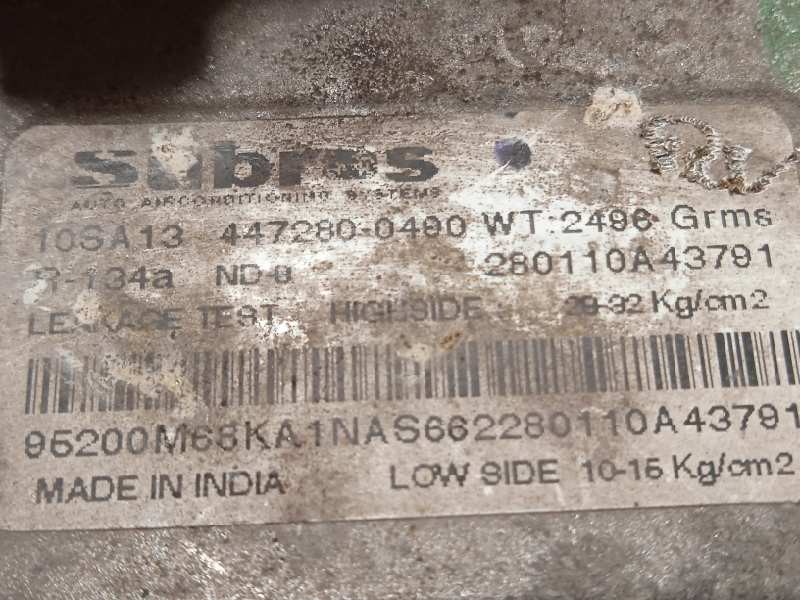 Subros
AUTO AIRCONDITIONING SYSTEMS
10SA13 447280-0490 WT:2496 Grms
R-134a ND-8 280110A43791
LEAKAGE TEST HIGHSIDE 28-32 Kg/cm2
95200M68KA1NAS662280110A43791
MADE IN INDIA LOW SIDE 10-15 Kg/cm2